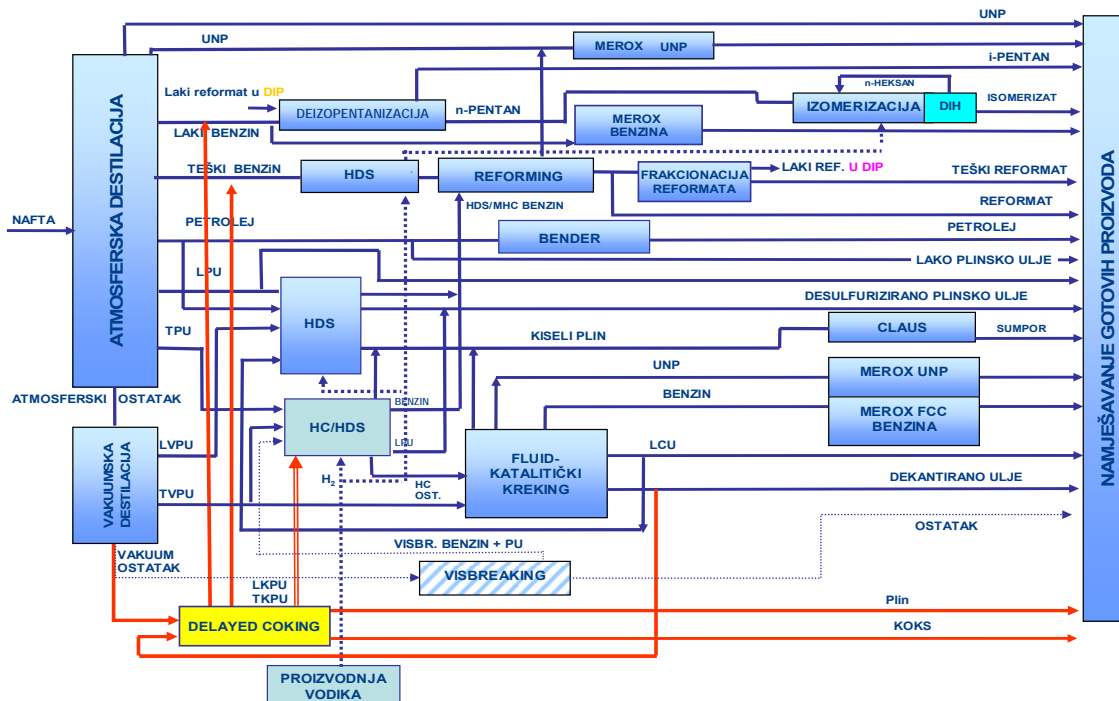 UNP
UNP
MEROX UNP
i-PENTAN
Laki reformat u DIP
n-HEKSAN
DEIZOPENTANIZACIJA
n-PENTAN
IZOMERIZACIJA
DIH
ISOMERIZAT
LAKI BENZIN
MEROX
BENZINA
TEŠKI BENZiN
HDS
REFORMING
FRAKCIONACIJA
REFORMATA
LAKI REF. U DIP
TEŠKI REFORMAT
HDS/MHC BENZIN
REFORMAT
NAFTA
ATMOSFERSKA DESTILACIJA
PETROLEJ
BENDER
PETROLEJ
LAKO PLINSKO ULJE
LPU
HDS
DESULFURIZIRANO PLINSKO ULJE
TPU
KISELI PLIN
CLAUS
SUMPOR
UNP
MEROX UNP
ATMOSFERSKI OSTATAK
BENZIN
BENZIN
MEROX FCC
BENZINA
HC/HDS
LPU
LCU
VAKUUMSKA
DESTILACIJA
LVPU
FLUID-
KATALITIČKI
KREKING
TVPU
H2
HC
OST.
DEKANTIRANO ULJE
OSTATAK
VAKUUM
OSTATAK
VISBR. BENZIN + PU
VISBREAKING
LKPU
TKPU
Plin
DELAYED COKING
KOKS
PROIZVODNJA
VODIKA
NAMJEŠAVANJE GOTOVIH PROIZVODA